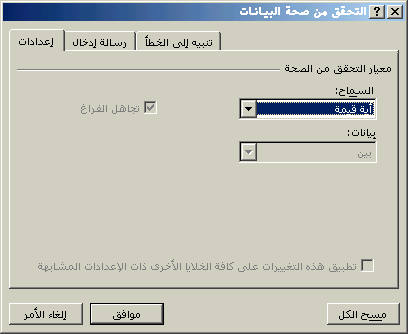 التحقق من صحة البيانات
إعدادات
رسالة إدخال
تنبيه إلى الخطأ
معيار التحقق من الصحة
السماح:
أية قيمة
تجاهل الفراغ
بيانات:
بين
تطبيق هذه التغييرات على كافة الخلايا الأخرى ذات الإعدادات المشابهة
مسح الكل
موافق
إلغاء الأمر